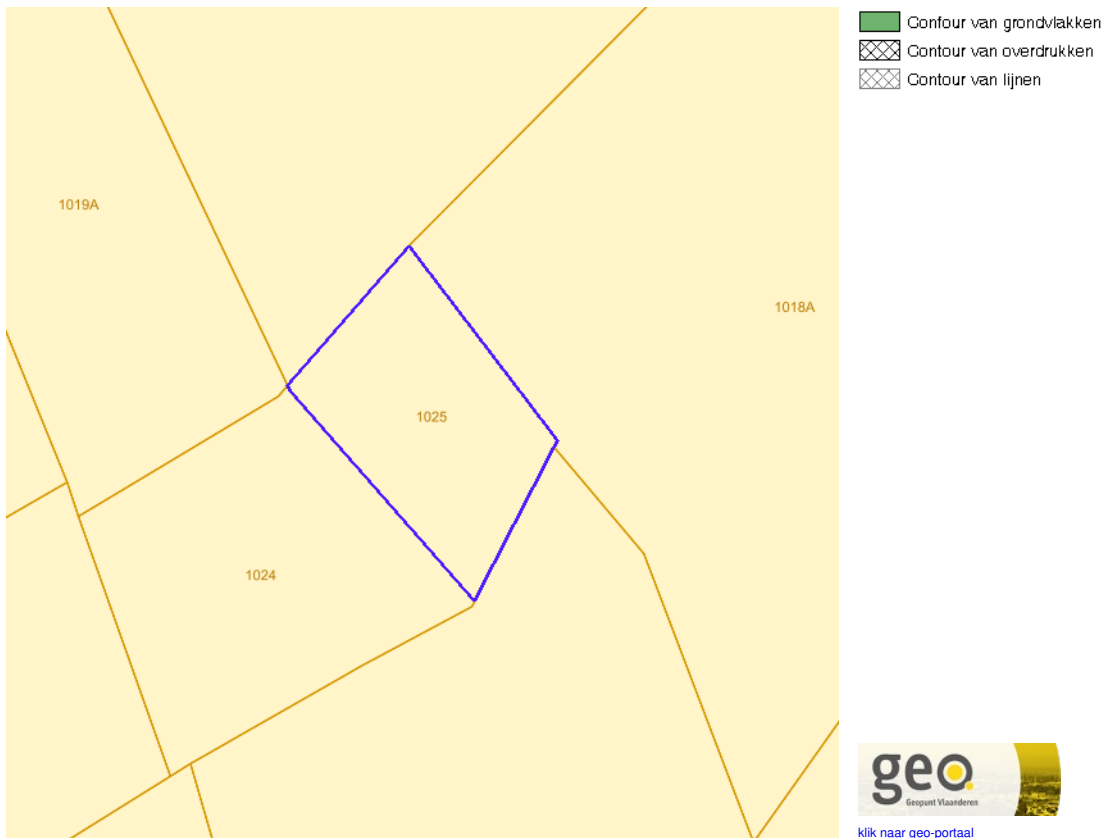 Contour van grondvlakken
Contour van overdrukken
Contour van lijnen
1019A
1018A
1025
1024
geo.
Geopunt Vlaanderen
klik naar geo-portaal